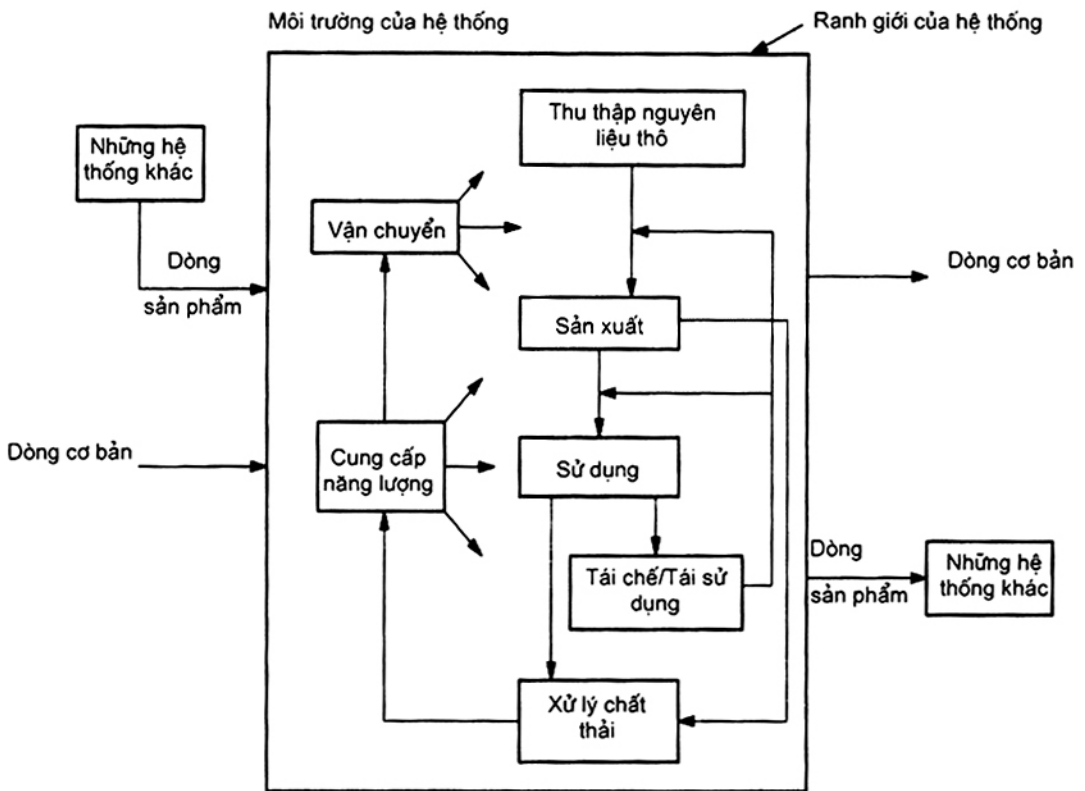 Môi trường của hệ thống
Ranh giới của hệ thống
Thu thập nguyên
liệu thô
Những hệ
thống khác
Vận chuyển
Dòng
sản phẩm
Dòng cơ bản
Sản xuất
Dòng cơ bản
Cung cấp
năng lượng
Sử dụng
Tái chế/Tái sử
dụng
Dòng
sản phẩm
Những hệ
thống khác
Xử lý chất
thải